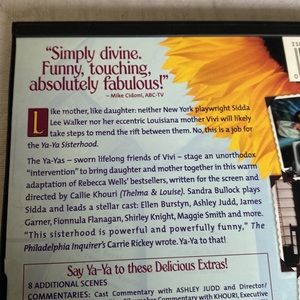 “Simply divine.
Funny, touching,
absolutely fabulous!”
– Mike Cidoni, ABC-TV
Like mother, like daughter: neither New York playwright Sidda
Lee Walker nor her eccentric Louisiana mother Vivi will likely
take steps to mend the rift between them. No, this is a job
for the Ya-Ya Sisterhood.
The Ya-Yas – sworn lifelong friends of Vivi – stage an unorthodox
“intervention” to bring daughter and mother together in this warm
adaptation of Rebecca Wells’ bestsellers, written for the screen and
directed by Callie Khouri (Thelma & Louise). Sandra Bullock plays
Sidda and leads a stellar cast: Ellen Burstyn, Ashley Judd, James
Garner, Fionnula Flanagan, Shirley Knight, Maggie Smith and more.
“This sisterhood is powerful and powerfully funny,” The
Philadelphia Inquirer’s Carrie Rickey wrote. Ya-Ya to that!
Say Ya-Ya to these Delicious Extras!
8 ADDITIONAL SCENES
COMMENTARIES: Cast Commentary with ASHLEY JUDD and Director/
Commentary with KHOURI, Executive